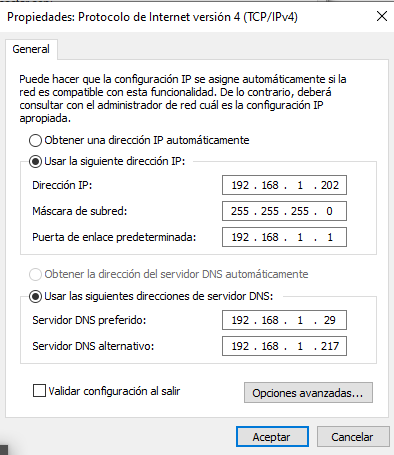 Propiedades: Protocolo de Internet versión 4 (TCP/IPv4)
General
Puede hacer que la configuración IP se asigne automáticamente si la
red es compatible con esta funcionalidad. De lo contrario, deberá
consultar con el administrador de red cuál es la configuración IP
apropiada.
Obtener una dirección IP automáticamente
Usar la siguiente dirección IP:
Dirección IP: 192 . 168 . 1 . 202
Máscara de subred: 255 . 255 . 255 . 0
Puerta de enlace predeterminada: 192 . 168 . 1 . 1
Obtener la dirección del servidor DNS automáticamente
Usar las siguientes direcciones de servidor DNS:
Servidor DNS preferido: 192 . 168 . 1 . 29
Servidor DNS alternativo: 192 . 168 . 1 . 217
Validar configuración al salir
Opciones avanzadas...
Aceptar
Cancelar